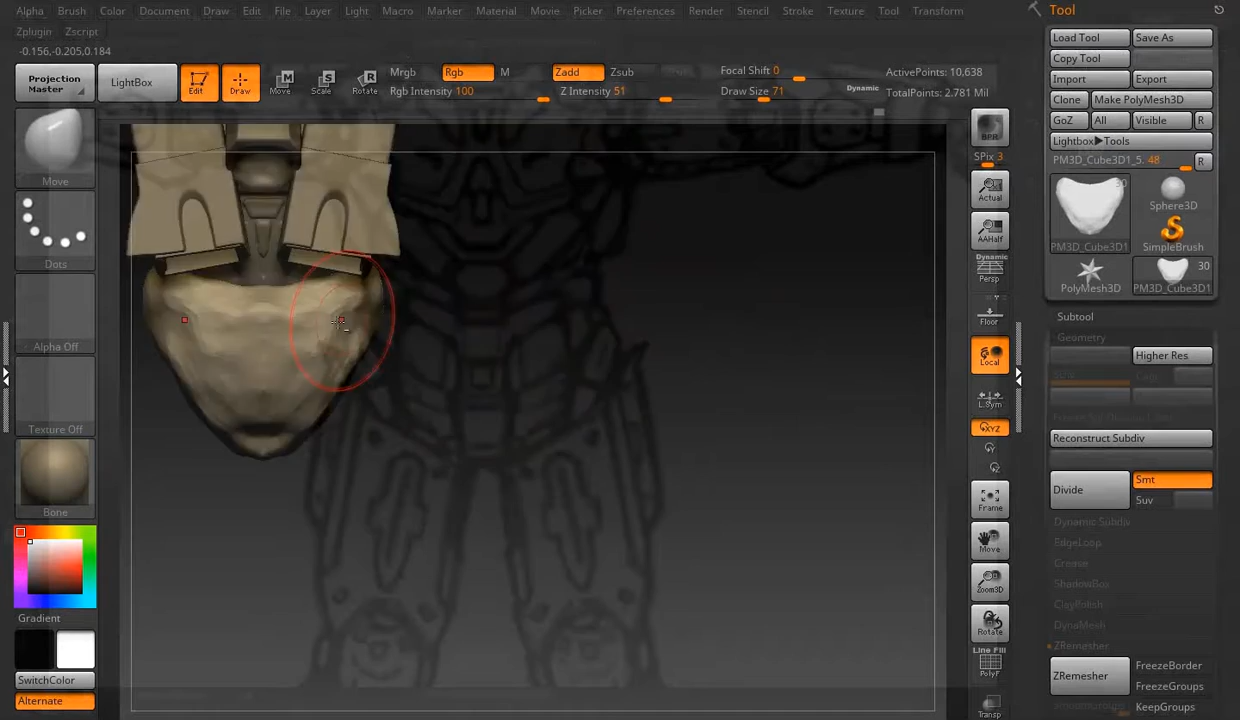 Alpha Brush Color Document Draw Edit File Layer Light Macro Marker Material Movie Picker Preferences Render Stencil Stroke Texture Tool Transform
Zplugin Zscript
-0.156,-0.205,0.184
Projection
Master
LightBox
Edit
Draw
M
Move
S
Scale
R
Rotate
Mrgb
Rgb
M
Rgb Intensity 100
Zadd
Zsub
Z Intensity 51
Focal Shift 0
Draw Size 71
Dynamic
ActivePoints: 10,638
TotalPoints: 2.781 Mil
Move
Dots
Alpha Off
Texture Off
Bone
Gradient
SwitchColor
Alternate
BPR
SPix 3
Actual
AAHalf
Dynamic
Persp
Floor
Local
L.Sym
XYZ
Y
Z
Frame
Move
Zoom3D
Rotate
Line Fill
PolyF
Transp
Tool
Load Tool
Save As
Copy Tool
Import
Export
Clone
Make PolyMesh3D
GoZ
All
Visible
R
Lightbox▶Tools
PM3D_Cube3D1_5. 48
R
30
PM3D_Cube3D1
Sphere3D
SimpleBrush
PolyMesh3D
30
PM3D_Cube3D1
Subtool
Geometry
Higher Res
Reconstruct Subdiv
Divide
Smt
Suv
Dynamic Subdiv
EdgeLoop
Crease
ShadowBox
ClayPolish
DynaMesh
ZRemesher
ZRemesher
FreezeBorder
FreezeGroups
KeepGroups